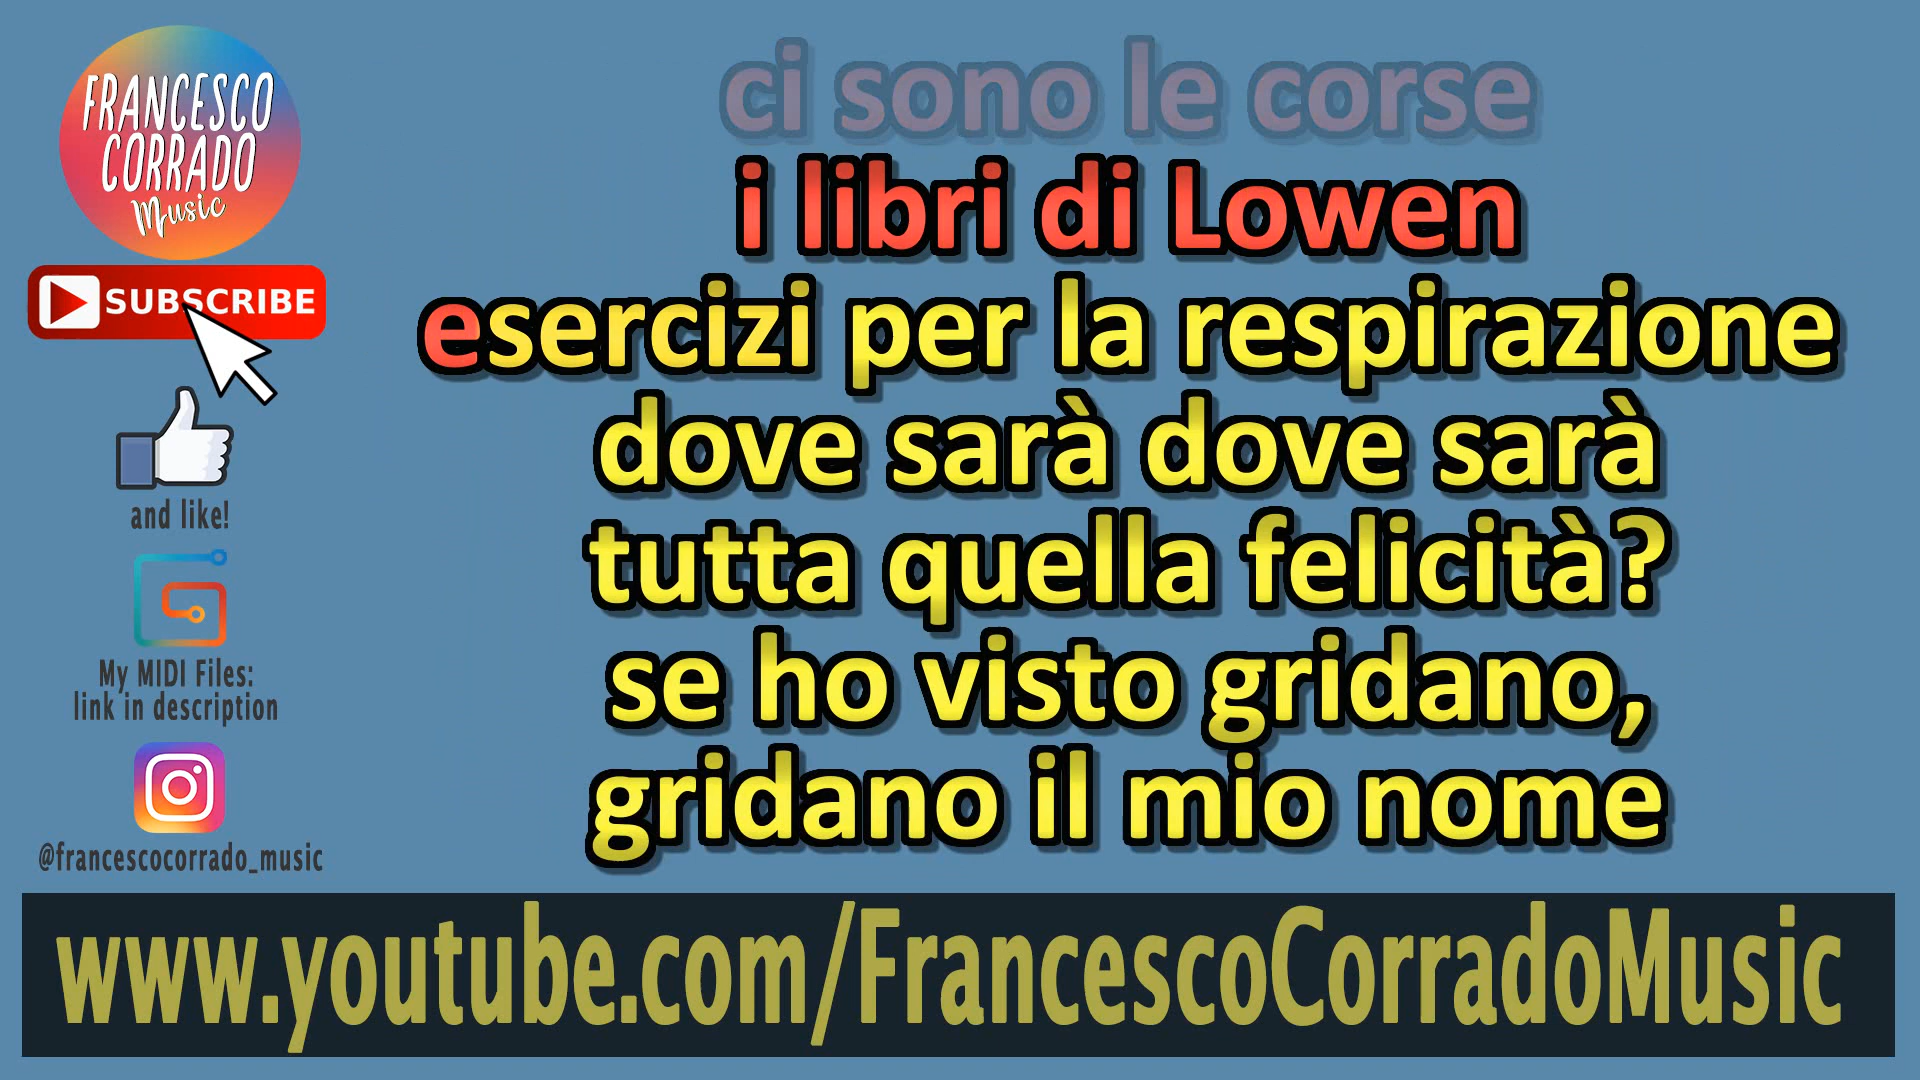 FRANCESCO
CORRADO
Music
SUBSCRIBE
and like!
My MIDI Files:
link in description
@francescocorrado_music
ci sono le corse
i libri di Lowen
esercizi per la respirazione
dove sarà dove sarà
tutta quella felicità?
se ho visto gridano,
gridano il mio nome
www.youtube.com/FrancescoCorradoMusic